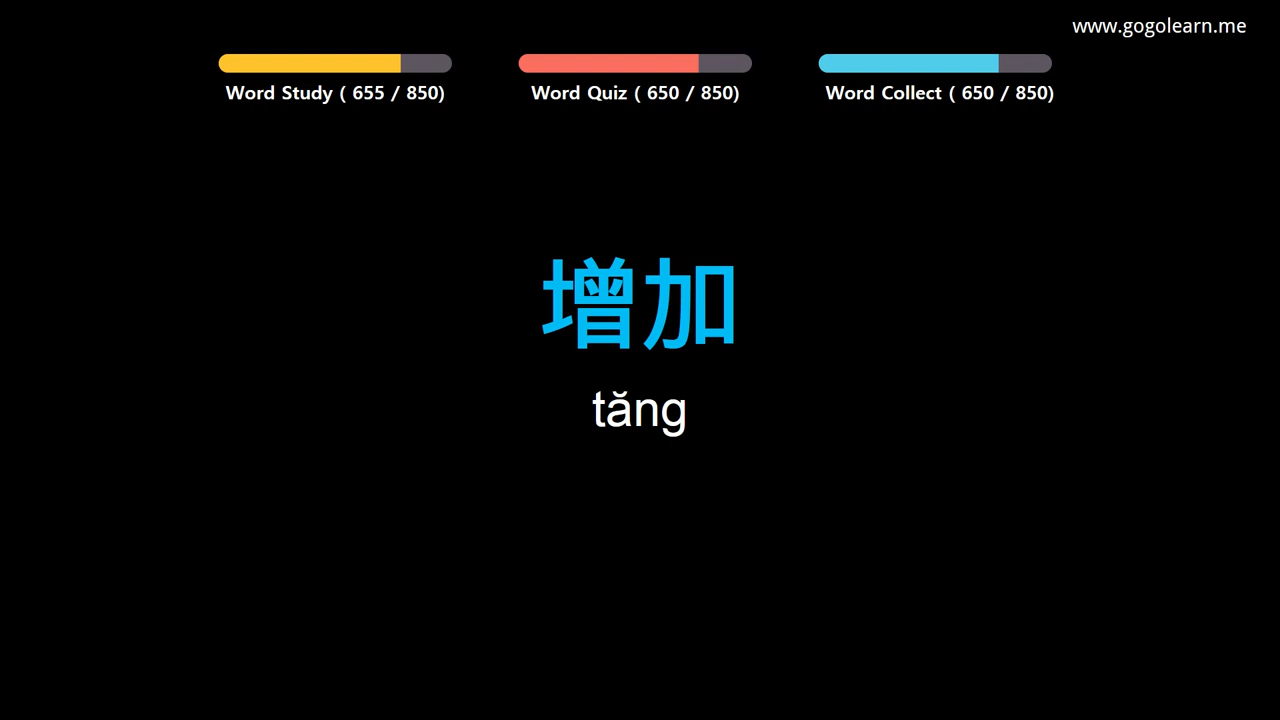 www.gogolearn.me
Word Study ( 655 / 850)
Word Quiz ( 650 / 850)
Word Collect ( 650 / 850)
增加
tăng